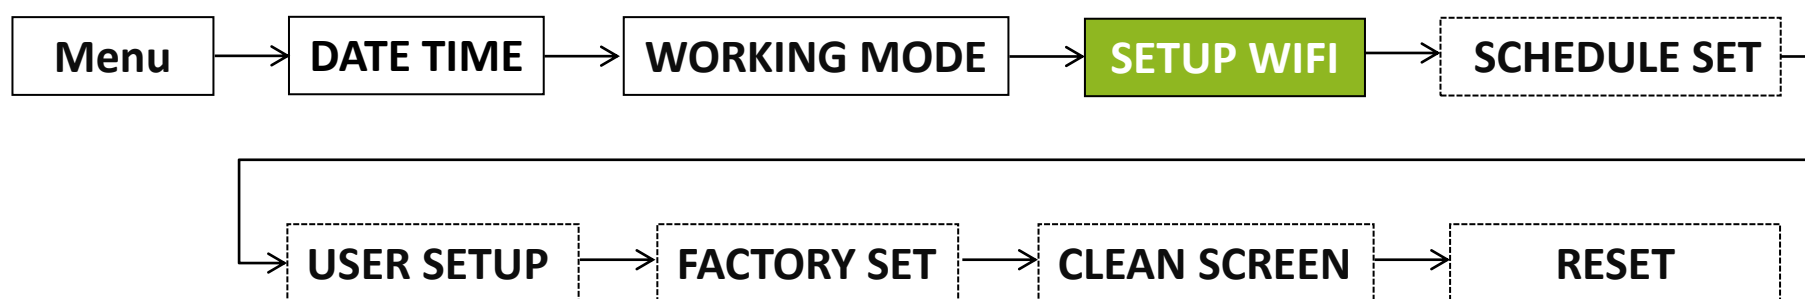 Menu DATE TIME WORKING MODE SETUP WIFI SCHEDULE SET
USER SETUP FACTORY SET CLEAN SCREEN RESET